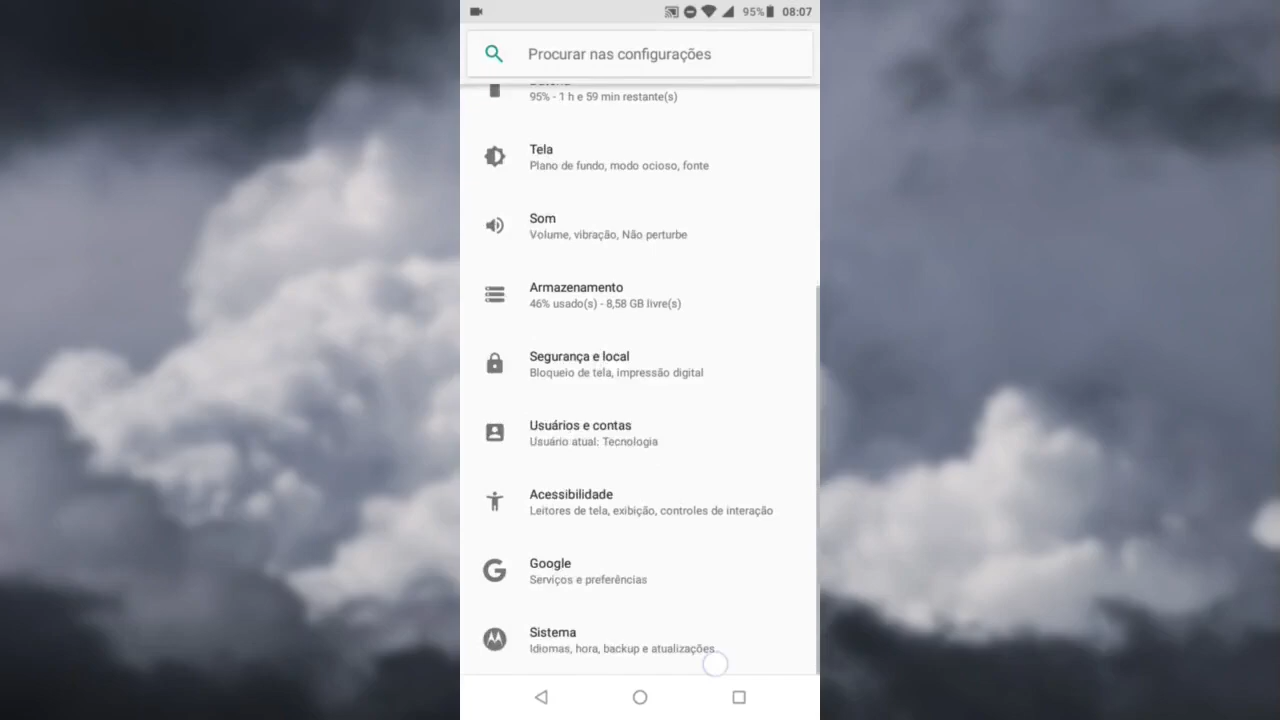 95% 08:07
Procurar nas configurações
95% - 1 h e 59 min restante(s)
Tela
Plano de fundo, modo ocioso, fonte
Som
Volume, vibração, Não perturbe
Armazenamento
46% usado(s) - 8,58 GB livre(s)
Segurança e local
Bloqueio de tela, impressão digital
Usuários e contas
Usuário atual: Tecnologia
Acessibilidade
Leitores de tela, exibição, controles de interação
Google
Serviços e preferências
Sistema
Idiomas, hora, backup e atualizações